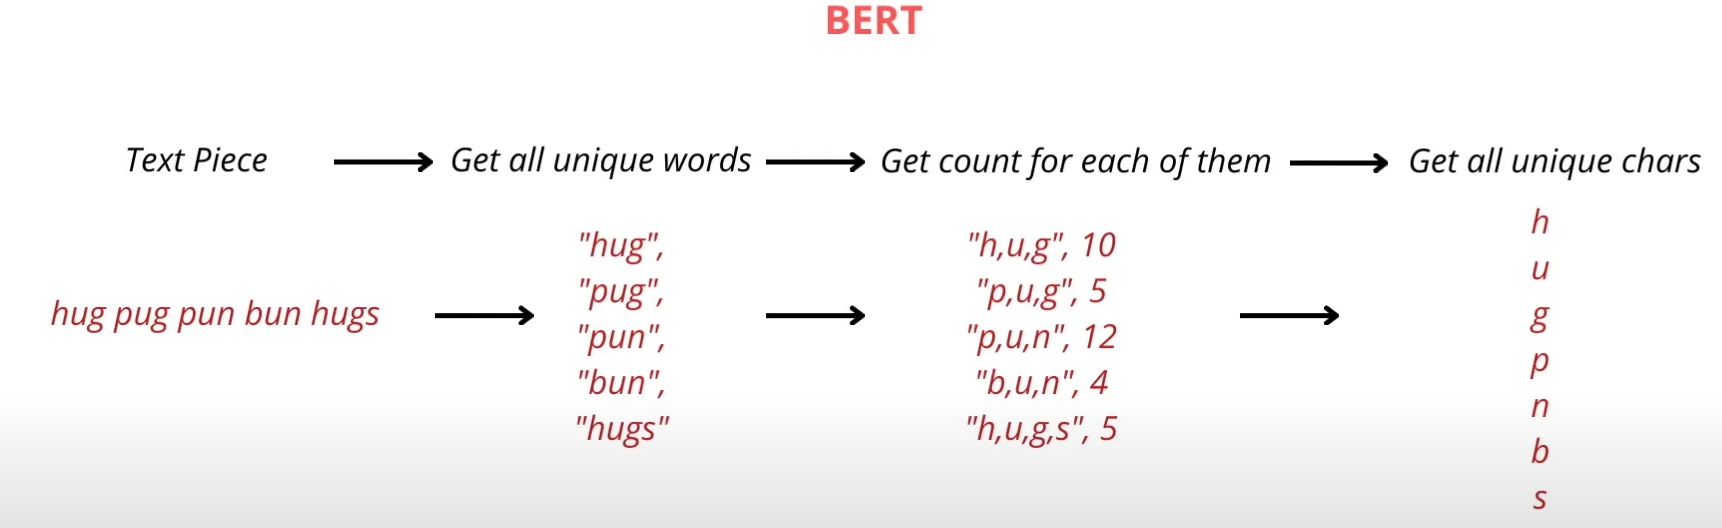 BERT
Text Piece
Get all unique words
Get count for each of them
Get all unique chars
hug pug pun bun hugs
"hug",
"pug",
"pun",
"bun",
"hugs"
"h,u,g", 10
"p,u,g", 5
"p,u,n", 12
"b,u,n", 4
"h,u,g,s", 5
h
u
g
p
n
b
s